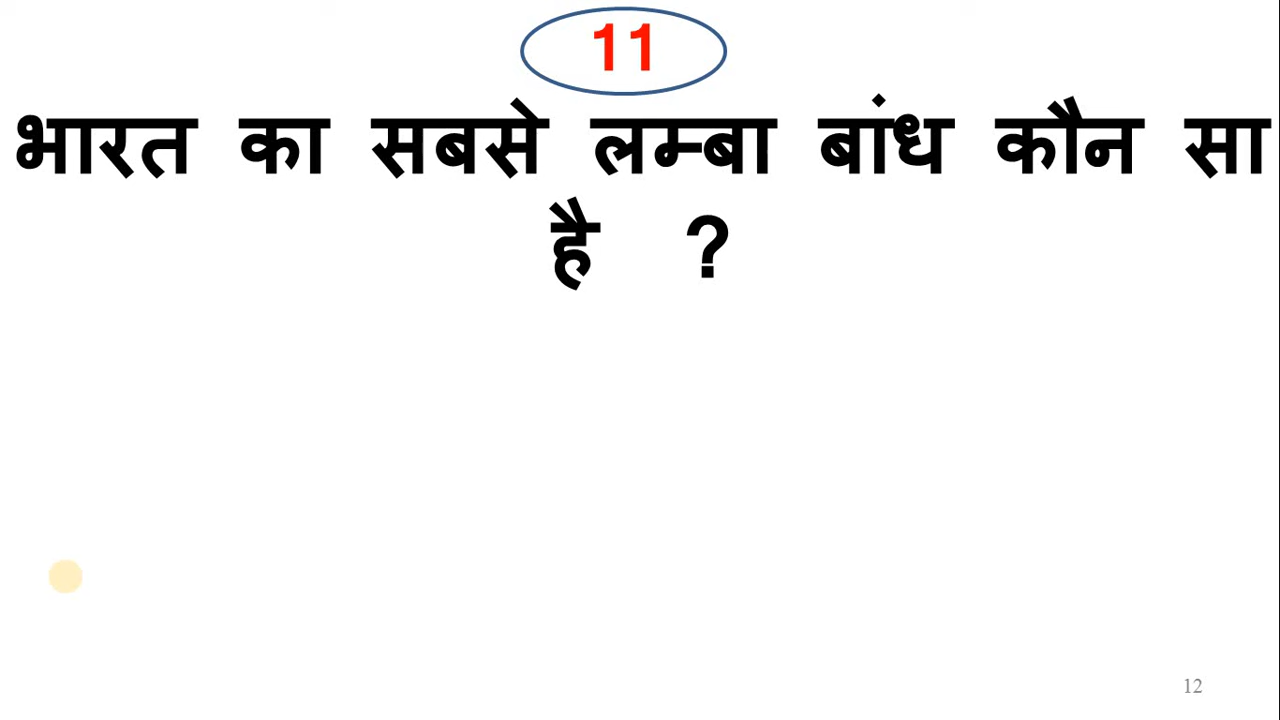 11
भारत का सबसे लम्बा बांध कौन सा
है ?
12